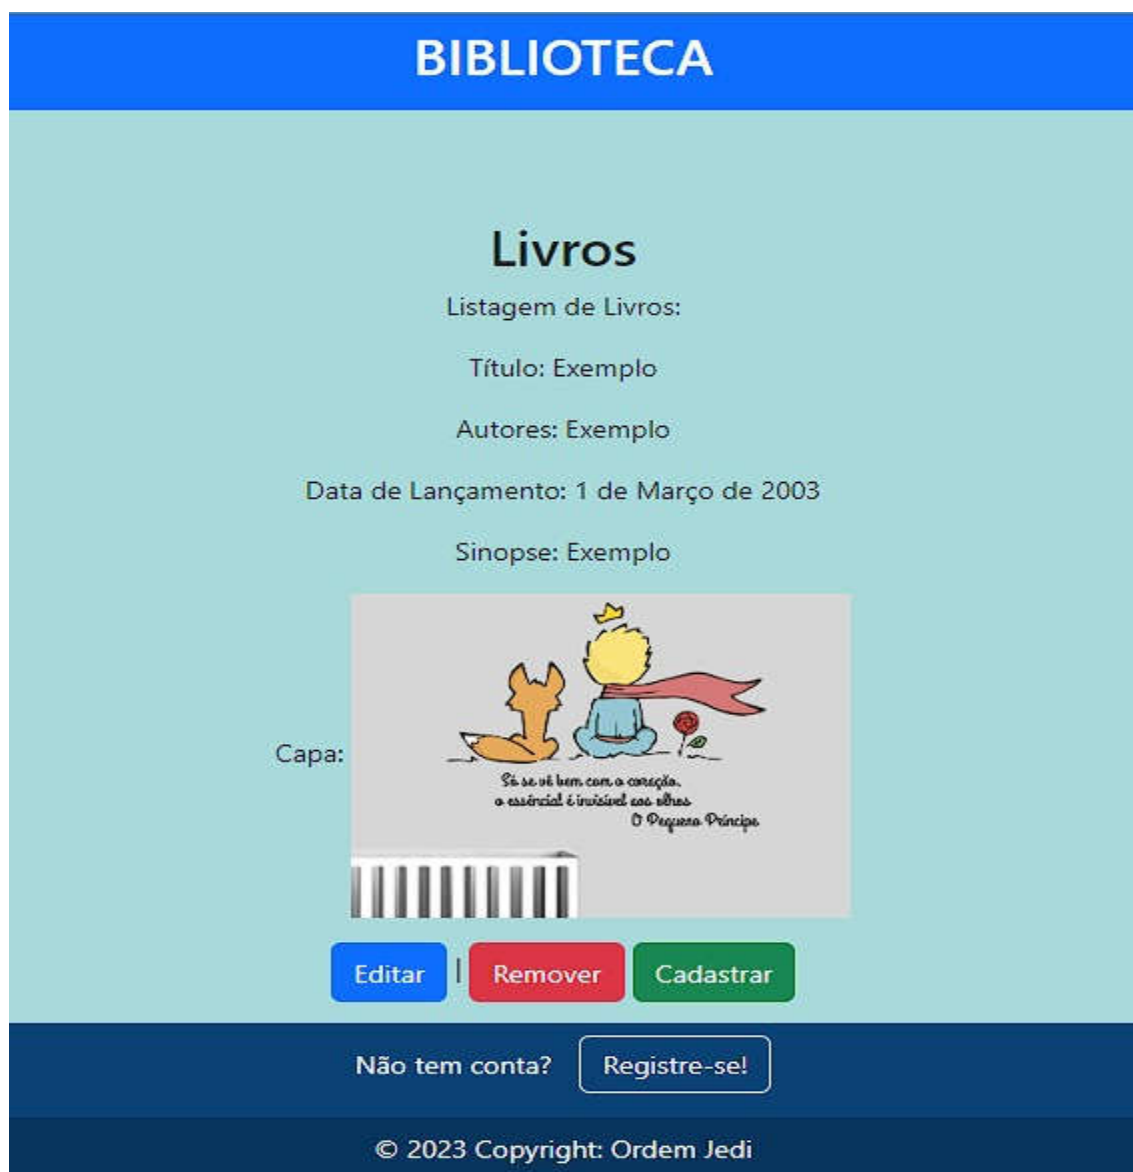 BIBLIOTECA
Livros
Listagem de Livros:
Título: Exemplo
Autores: Exemplo
Data de Lançamento: 1 de Março de 2003
Sinopse: Exemplo
Capa:
Só se vê bem com o coração,
o essêncial é invisível aos olhos
O Pequeno Príncipe
Editar | Remover Cadastrar
Não tem conta? Registre-se!
© 2023 Copyright: Ordem Jedi